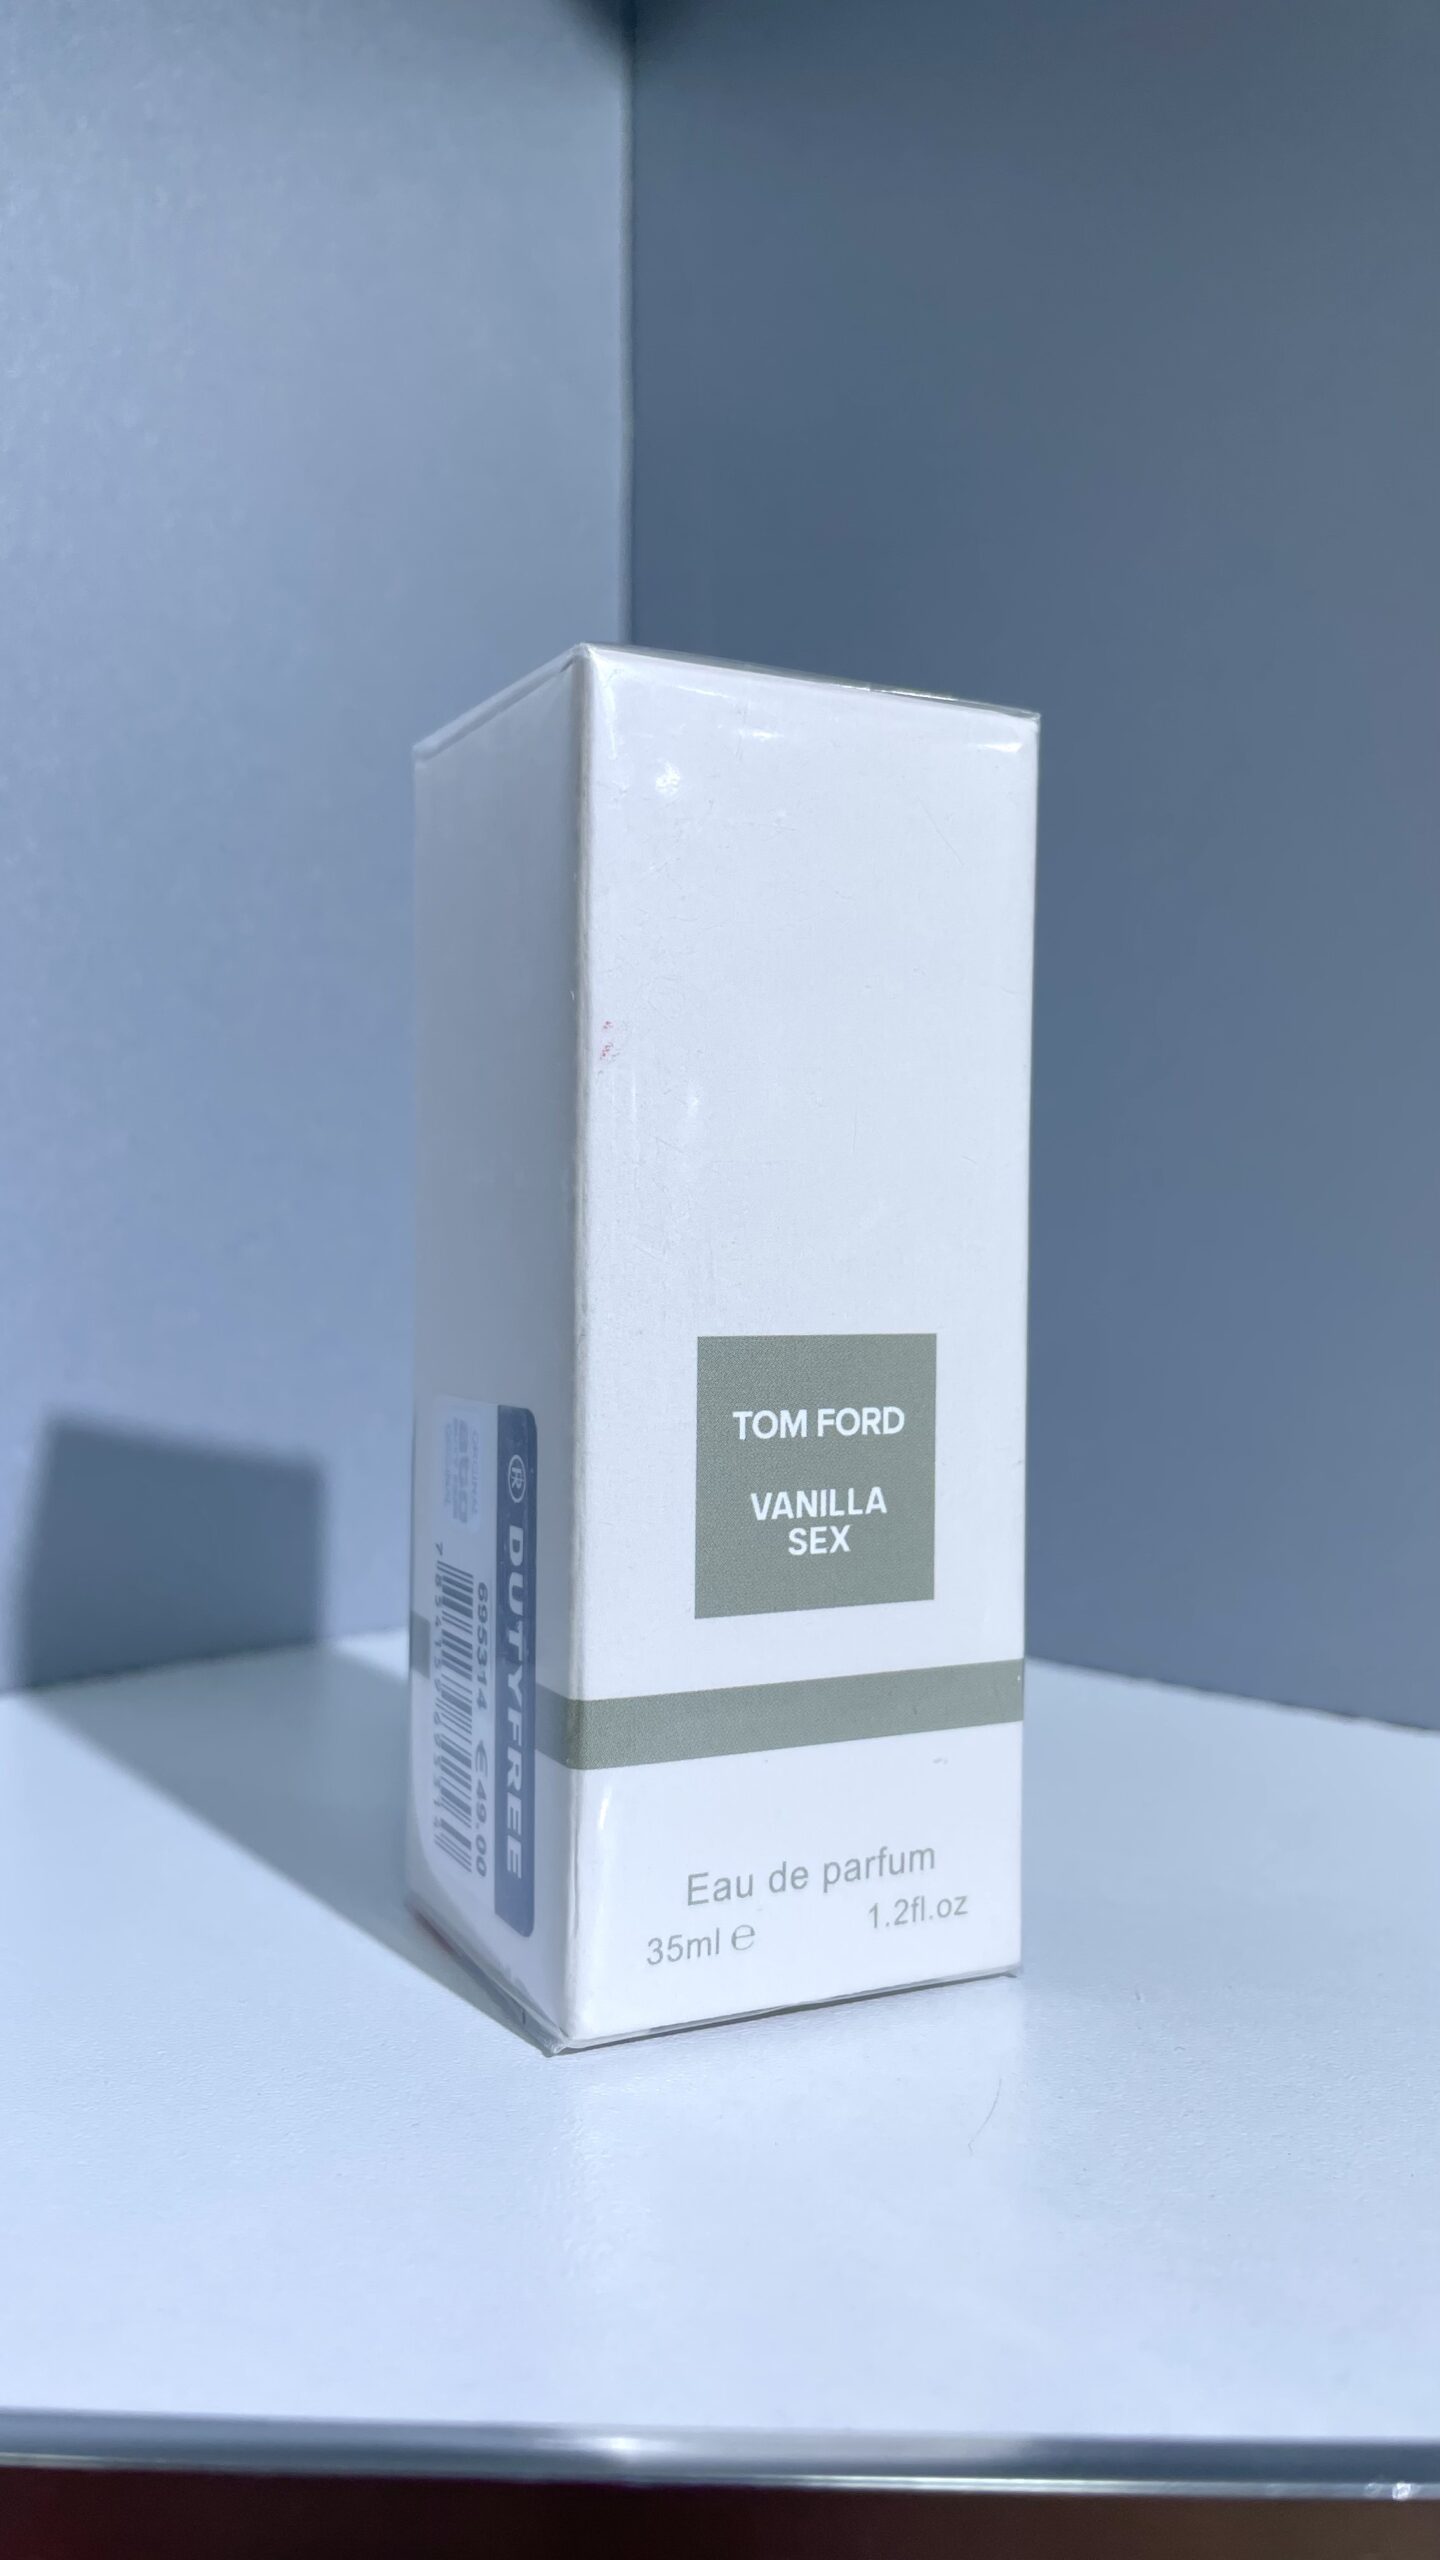 TOM FORD
VANILLA
SEX
Eau de parfum
35ml ℮ 1.2fl.oz
® DUTYFREE
695314 €49.00